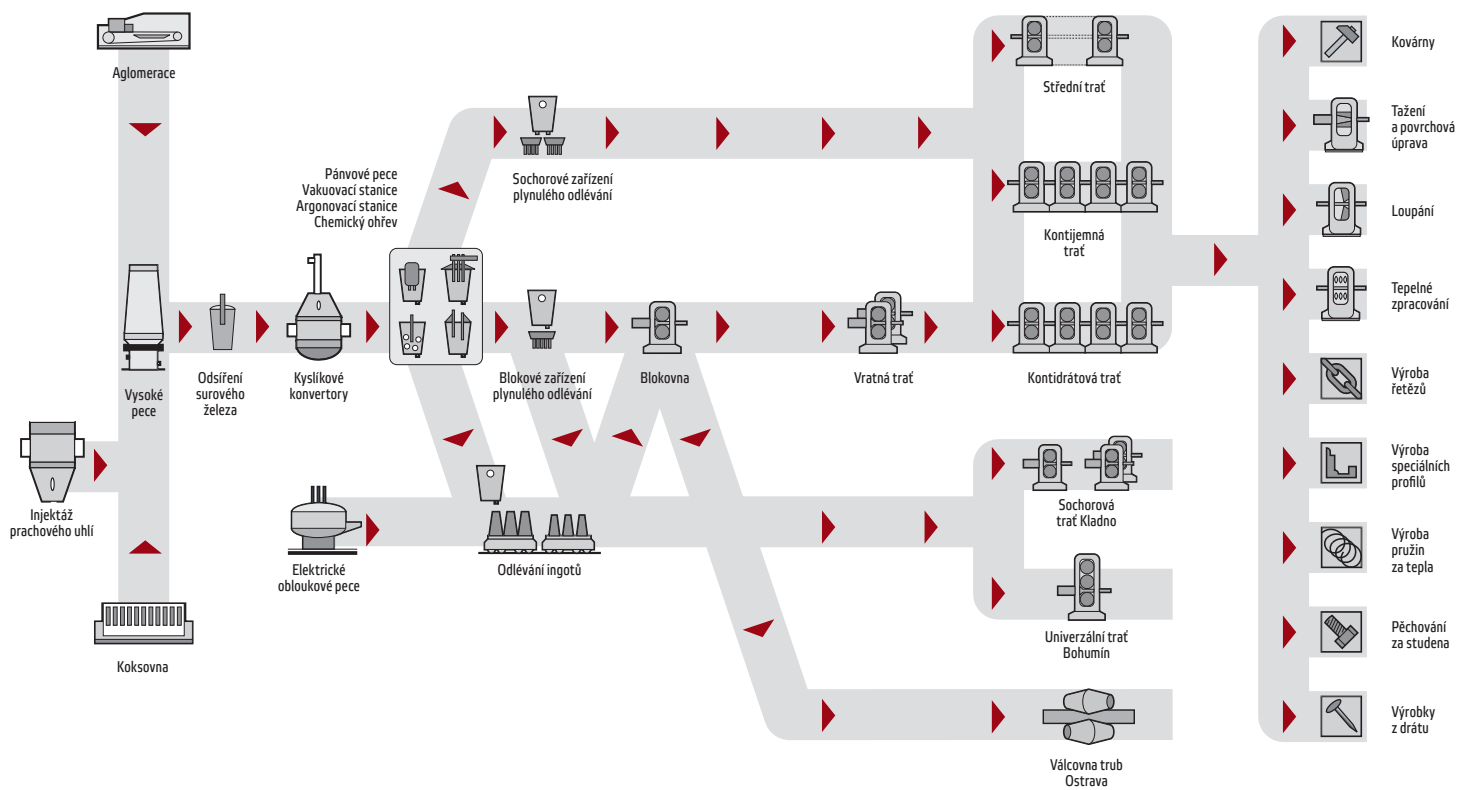 Aglomerace
Střední trať
Kovárny
Tažení
a povrchová
úprava
Pánvové pece
Vakuovací stanice
Argonovací stanice
Chemický ohřev
Sochorové zařízení
plynulého odlévání
Kontijemná
trať
Loupání
Tepelné
zpracování
Vysoké
pece
Odsíření
surového
železa
Kyslíkové
konvertory
Blokové zařízení
plynulého odlévání
Blokovna
Vratná trať
Kontidrátová trať
Výroba
řetězů
Injektáž
prachového uhlí
Sochorová
trať Kladno
Výroba
speciálních
profilů
Elektrické
obloukové pece
Odlévání ingotů
Výroba
pružin
za tepla
Koksovna
Univerzální trať
Bohumín
Pěchování
za studena
Válcovna trub
Ostrava
Výrobky
z drátu